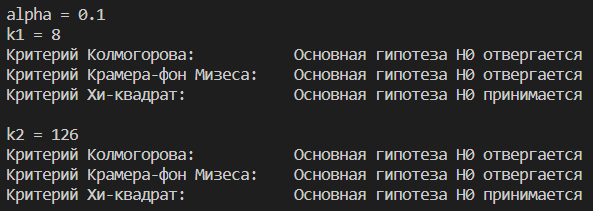 alpha = 0.1
k1 = 8
Критерий Колмогорова: Основная гипотеза H0 отвергается
Критерий Крамера-фон Мизеса: Основная гипотеза H0 отвергается
Критерий Хи-квадрат: Основная гипотеза H0 принимается
k2 = 126
Критерий Колмогорова: Основная гипотеза H0 отвергается
Критерий Крамера-фон Мизеса: Основная гипотеза H0 отвергается
Критерий Хи-квадрат: Основная гипотеза H0 принимается